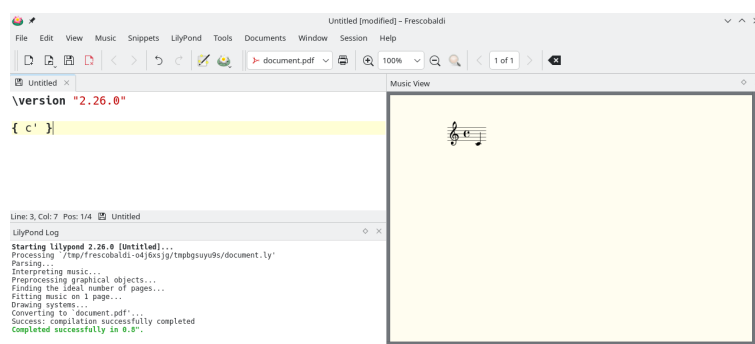 Untitled [modified] – Frescobaldi
File Edit View Music Snippets LilyPond Tools Documents Window Session Help
document.pdf 100% 1 of 1
Untitled
Music View
\version "2.26.0"
{ c' }
Line: 3, Col: 7 Pos: 1/4 Untitled
LilyPond Log
Starting lilypond 2.26.0 [Untitled]...
Processing `/tmp/frescobaldi-o4j6xsjg/tmpbgsuyu9s/document.ly'
Parsing...
Interpreting music...
Preprocessing graphical objects...
Finding the ideal number of pages...
Fitting music on 1 page...
Drawing systems...
Converting to `document.pdf'...
Success: compilation successfully completed
Completed successfully in 0.8".